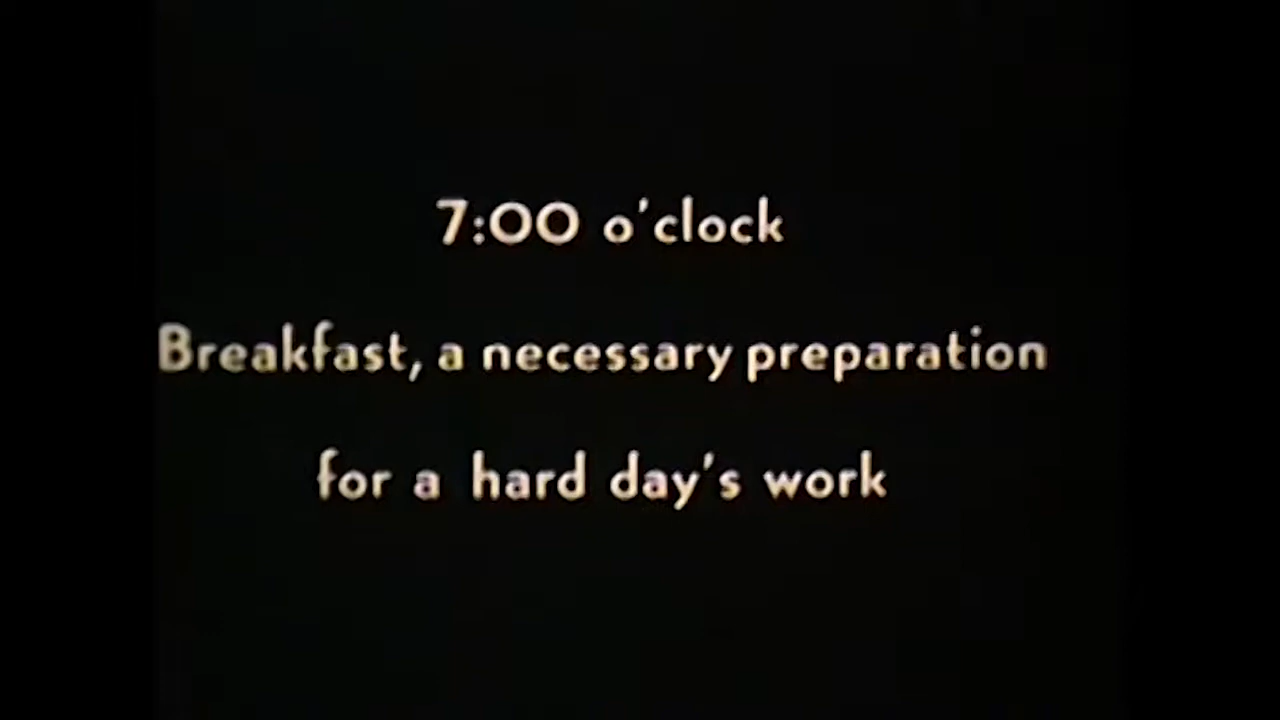 7:00 o'clock
Breakfast, a necessary preparation
for a hard day's work